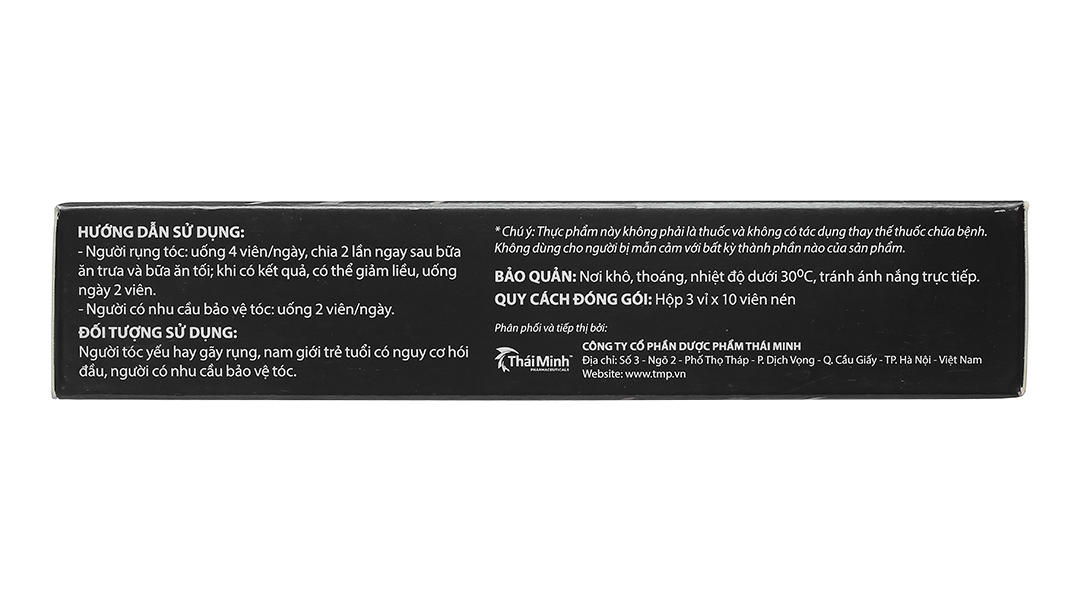 HƯỚNG DẪN SỬ DỤNG:
- Người rụng tóc: uống 4 viên/ngày, chia 2 lần ngay sau bữa
ăn trưa và bữa ăn tối; khi có kết quả, có thể giảm liều, uống
ngày 2 viên.
- Người có nhu cầu bảo vệ tóc: uống 2 viên/ngày.
ĐỐI TƯỢNG SỬ DỤNG:
Người tóc yếu hay gãy rụng, nam giới trẻ tuổi có nguy cơ hói
đầu, người có nhu cầu bảo vệ tóc.
* Chú ý: Thực phẩm này không phải là thuốc và không có tác dụng thay thế thuốc chữa bệnh.
Không dùng cho người bị mẫn cảm với bất kỳ thành phần nào của sản phẩm.
BẢO QUẢN: Nơi khô, thoáng, nhiệt độ dưới 30⁰C, tránh ánh nắng trực tiếp.
QUY CÁCH ĐÓNG GÓI: Hộp 3 vỉ x 10 viên nén
Phân phối và tiếp thị bởi:
Thái Minh
PHARMACEUTICALS
CÔNG TY CỔ PHẦN DƯỢC PHẨM THÁI MINH
Địa chỉ: Số 3 - Ngõ 2 - Phố Thọ Tháp - P. Dịch Vọng - Q. Cầu Giấy - TP. Hà Nội - Việt Nam
Website: www.tmp.vn